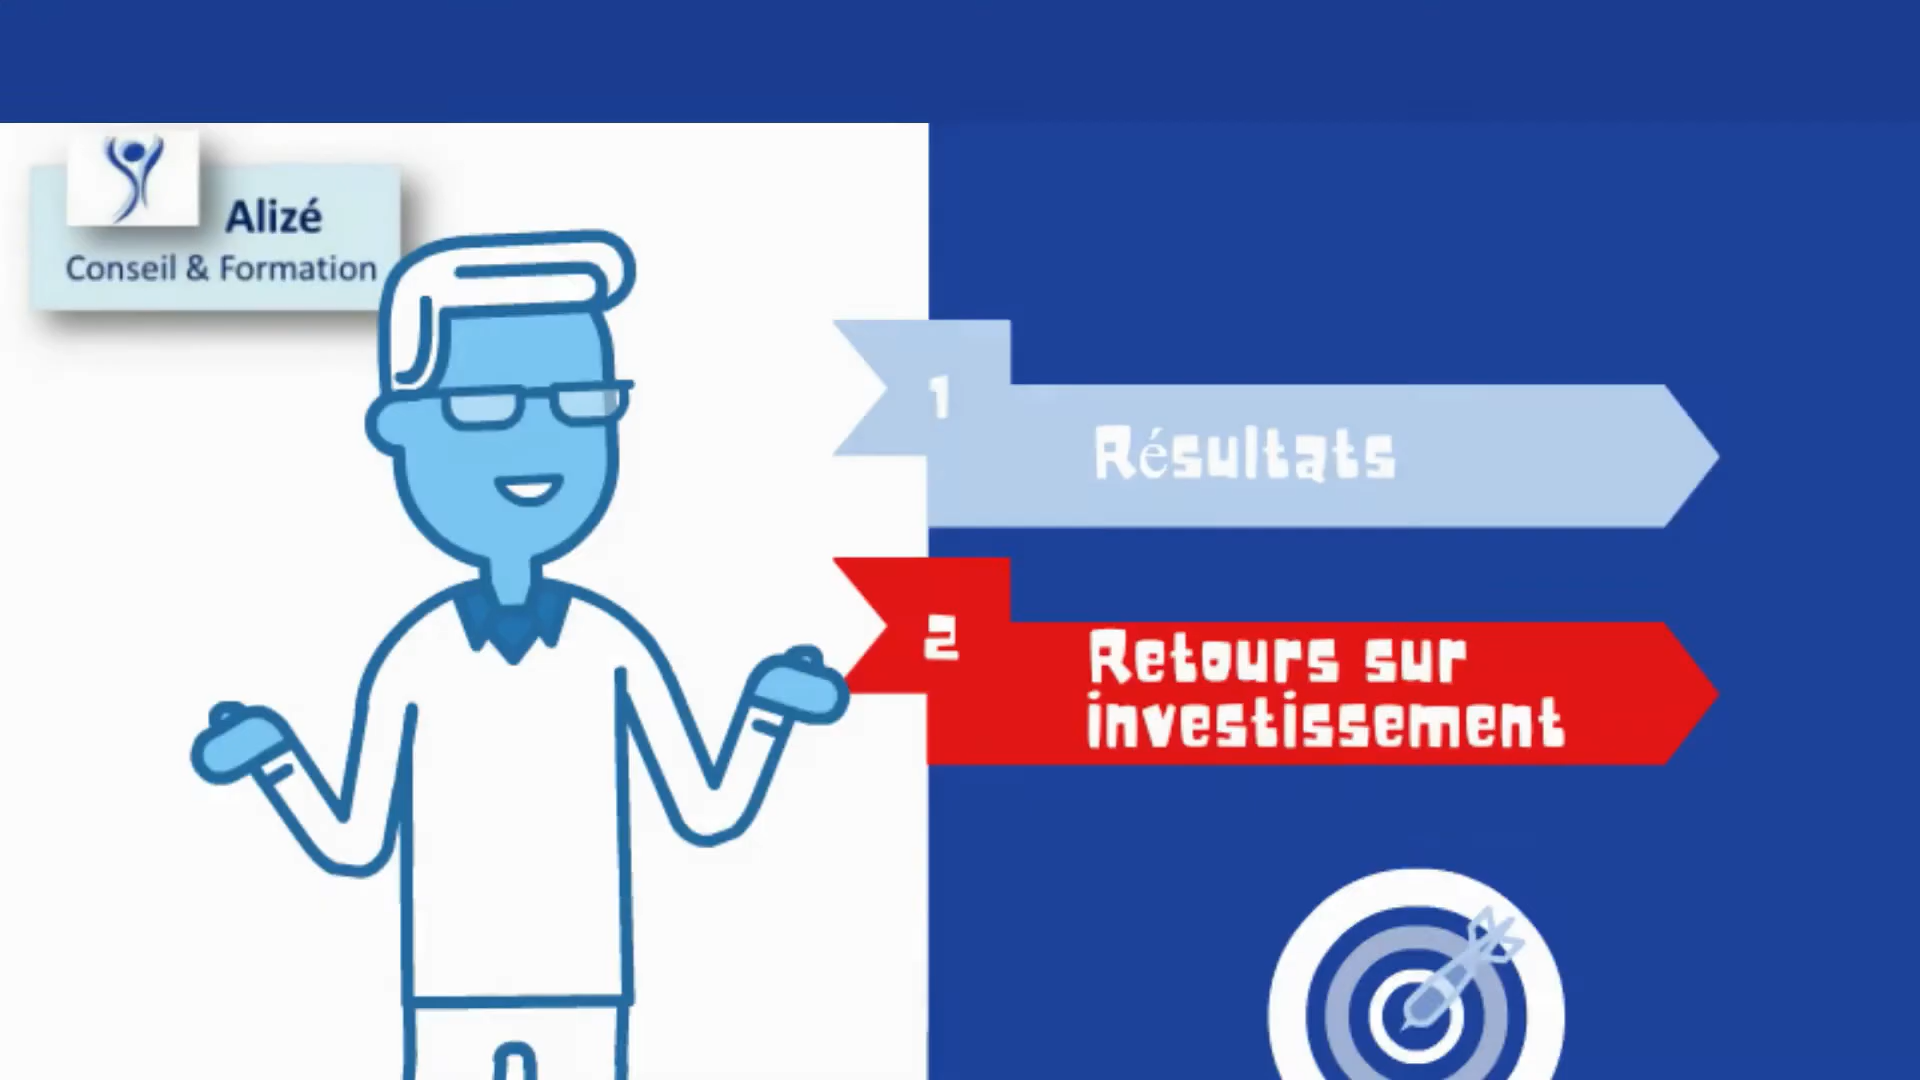 Alizé
Conseil & Formation
1
Résultats
2
Retours sur
investissement